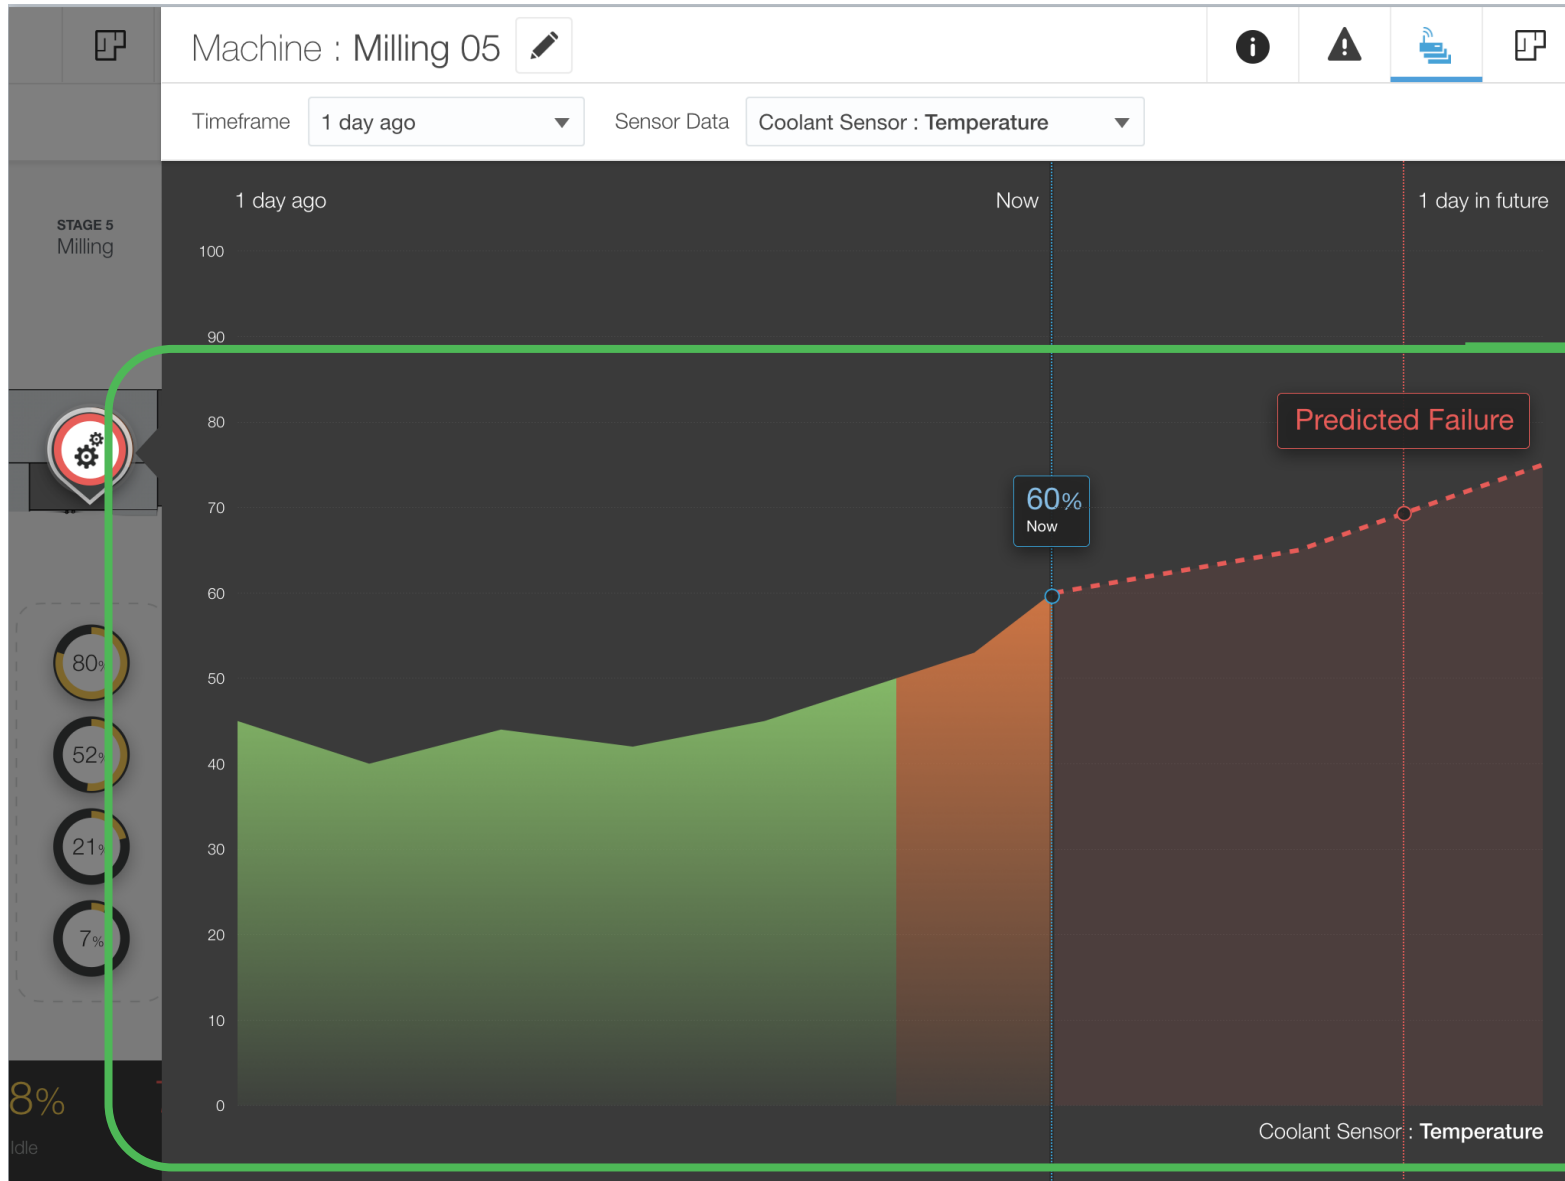 Machine : Milling 05
Timeframe 1 day ago Sensor Data Coolant Sensor : Temperature
STAGE 5
Milling
1 day ago Now 1 day in future
100
90
80
Predicted Failure
70
60%
Now
60
50
40
30
20
10
0
80%
52%
21%
7%
8%
Idle
Coolant Sensor : Temperature